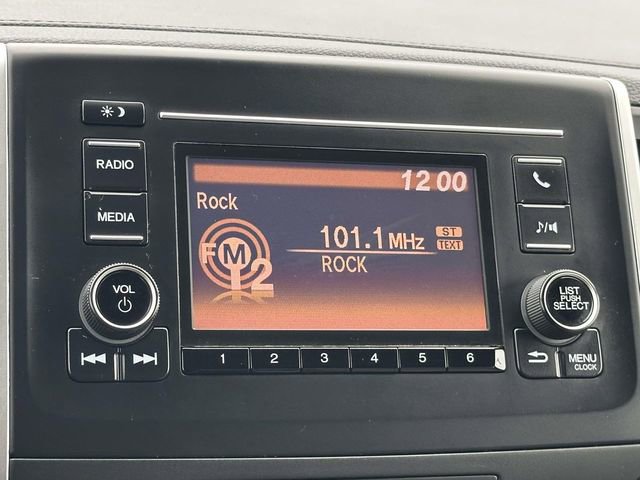 RADIO
MEDIA
VOL
12:00
Rock
FM 2
101.1 MHz
ST
TEXT
ROCK
1 2 3 4 5 6
LIST
PUSH
SELECT
MENU
CLOCK